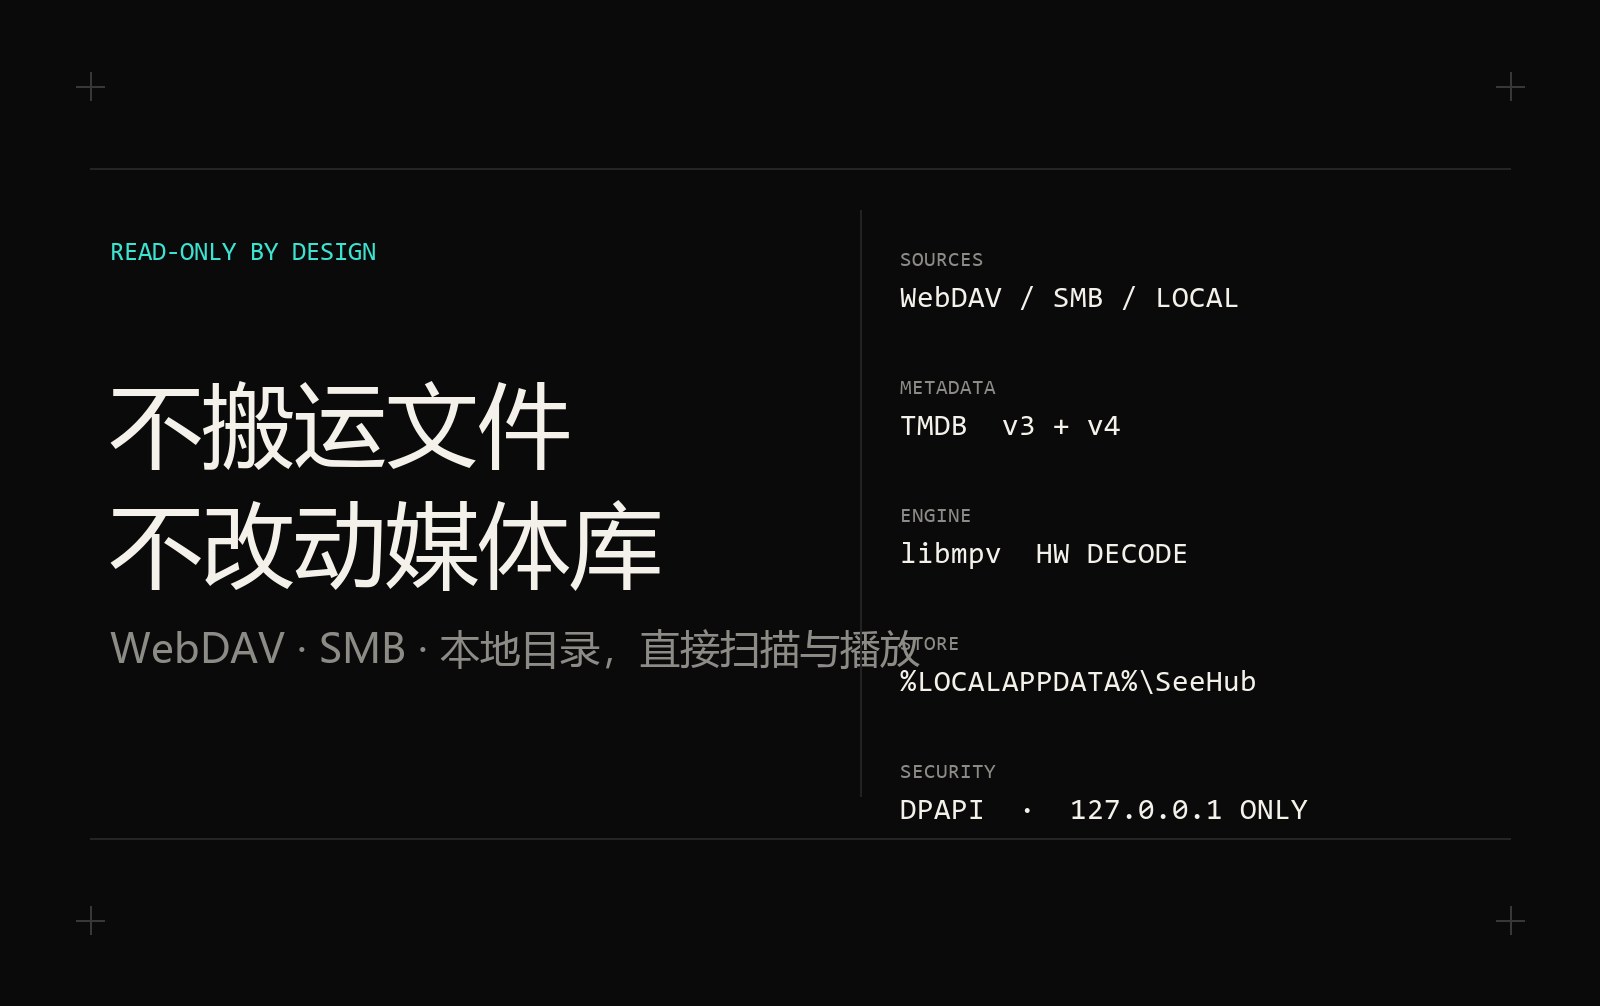 READ-ONLY BY DESIGN
不搬运文件
不改动媒体库
WebDAV · SMB · 本地目录，直接扫描与播放
SOURCES
WebDAV / SMB / LOCAL
METADATA
TMDB  v3 + v4
ENGINE
libmpv  HW DECODE
STORE
%LOCALAPPDATA%\SeeHub
SECURITY
DPAPI  ·  127.0.0.1 ONLY